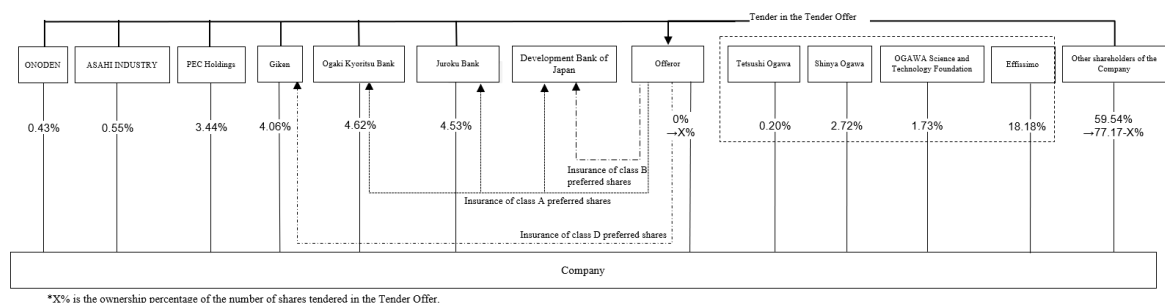 Tender in the Tender Offer
ONODEN
ASAHI INDUSTRY
PEC Holdings
Giken
Ogaki Kyoritsu Bank
Juroku Bank
Development Bank of
Japan
Offeror
Tetsushi Ogawa
Shinya Ogawa
OGAWA Science and
Technology Foundation
Effissimo
Other shareholders of the
Company
0.43%
0.55%
3.44%
4.06%
4.62%
4.53%
0%
→X%
0.20%
2.72%
1.73%
18.18%
59.54%
→77.17-X%
Insurance of class B
preferred shares
Insurance of class A preferred shares
Insurance of class D preferred shares
Company
*X% is the ownership percentage of the number of shares tendered in the Tender Offer.